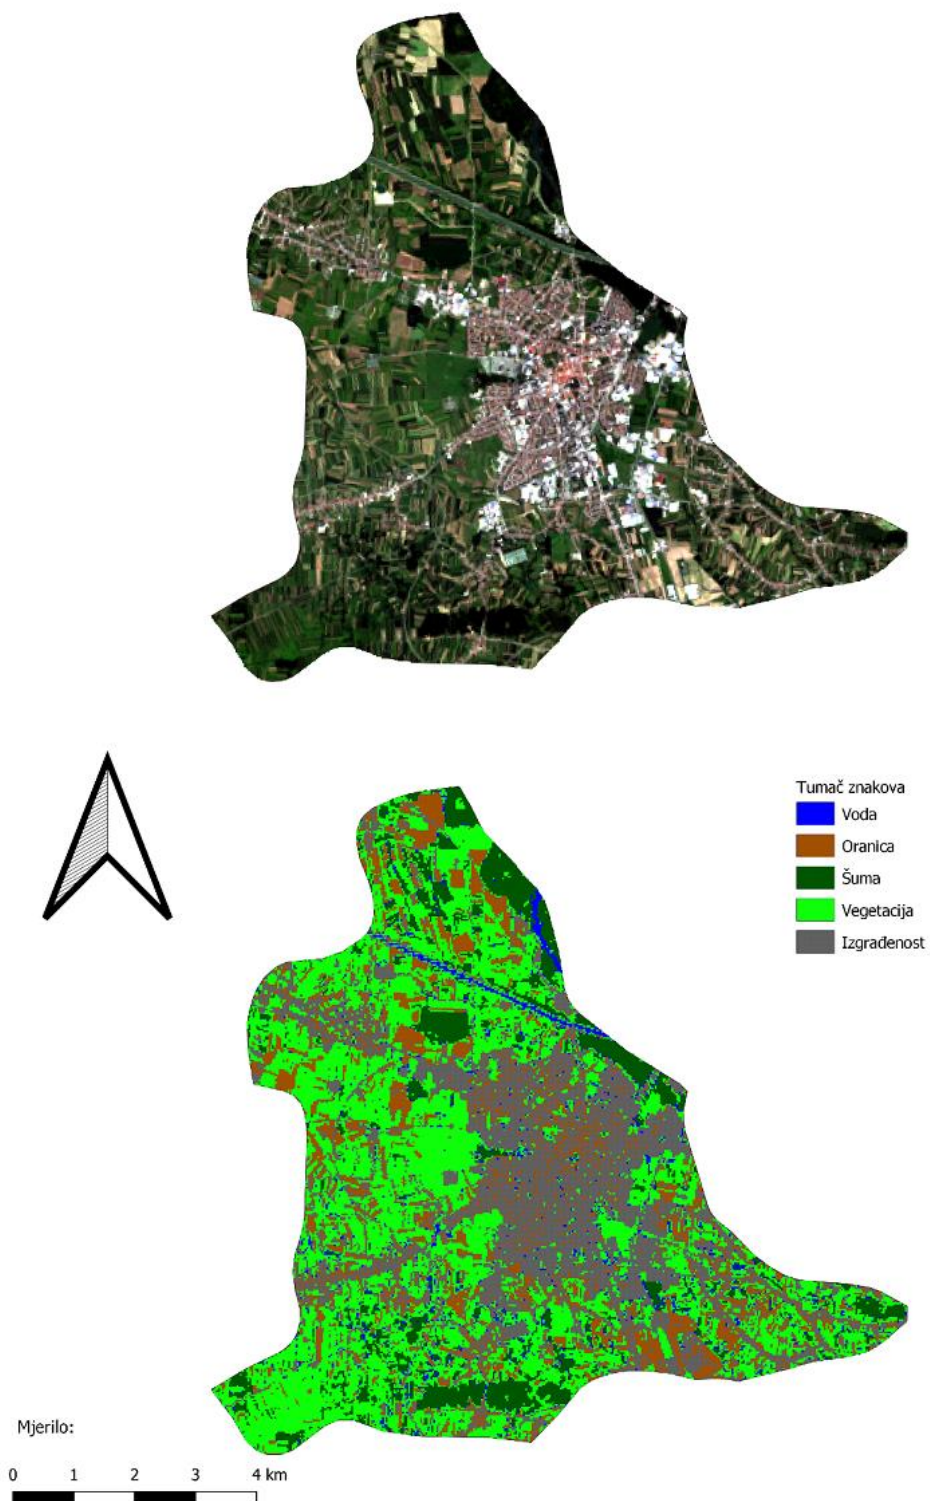 Tumač znakova
Voda
Oranica
Šuma
Vegetacija
Izgrađenost
Mjerilo:
0 1 2 3 4 km